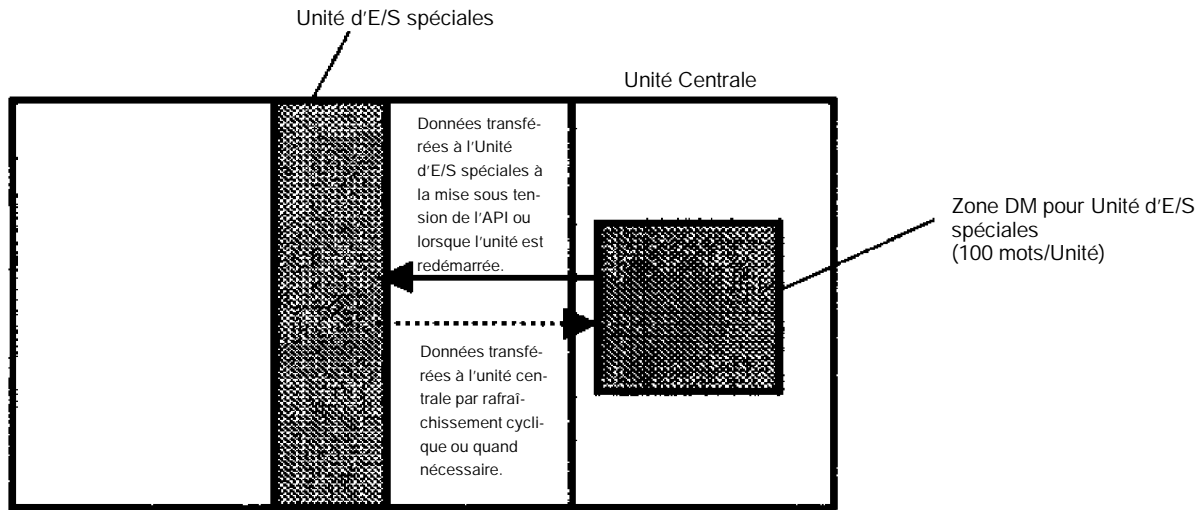 Unité d'E/S spéciales
Unité Centrale
Données transfé-
rées à l'Unité
d'E/S spéciales à
la mise sous ten-
sion de l'API ou
lorsque l'unité est
redémarrée.
Zone DM pour Unité d'E/S
spéciales
(100 mots/Unité)
Données transfé-
rées à l'unité cen-
trale par rafraî-
chissement cycli-
que ou quand
nécessaire.